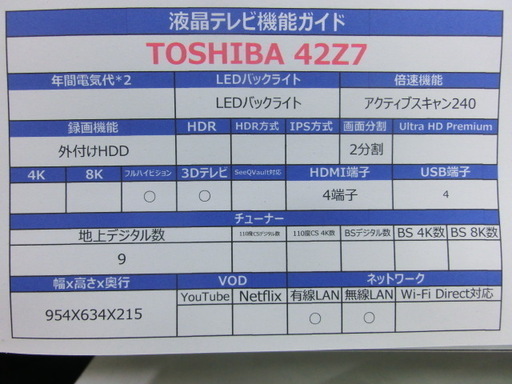 液晶テレビ機能ガイド
TOSHIBA 42Z7
年間電気代*2 LEDバックライト 倍速機能
LEDバックライト アクティブスキャン240
録画機能 HDR HDR方式 IPS方式 画面分割 Ultra HD Premium
外付けHDD 2分割
4K 8K フルハイビジョン 3Dテレビ SeeQVault対応 HDMI端子 USB端子
○ ○ 4端子 4
チューナー
地上デジタル数 110度CSデジタル数 110度CS 4K数 BSデジタル数 BS 4K数 BS 8K数
9
幅x高さx奥行 VOD ネットワーク
YouTube Netflix 有線LAN 無線LAN Wi-Fi Direct対応
954X634X215 ○ ○